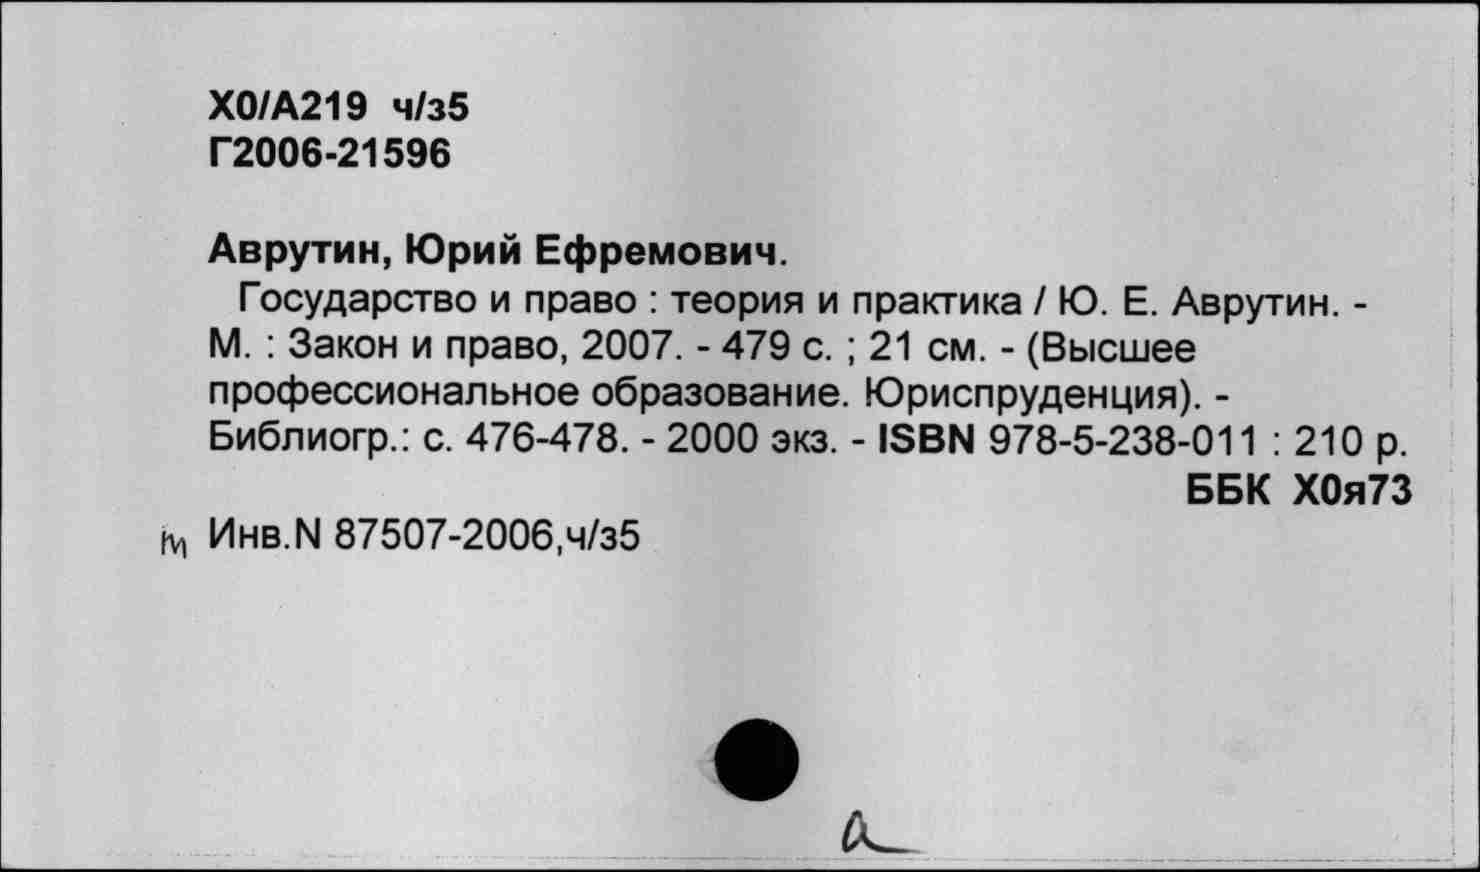 Х0/А219 ч/з5
Г2006-21596
Аврутин, Юрий Ефремович.
Государство и право : теория и практика / Ю. Е. Аврутин. -
М. : Закон и право, 2007. - 479 с. ; 21 см. - (Высшее
профессиональное образование. Юриспруденция). -
Библиогр.: с. 476-478. - 2000 экз. - ISBN 978-5-238-011 : 210 р.
ББК Х0я73
Инв.N 87507-2006,ч/з5
а